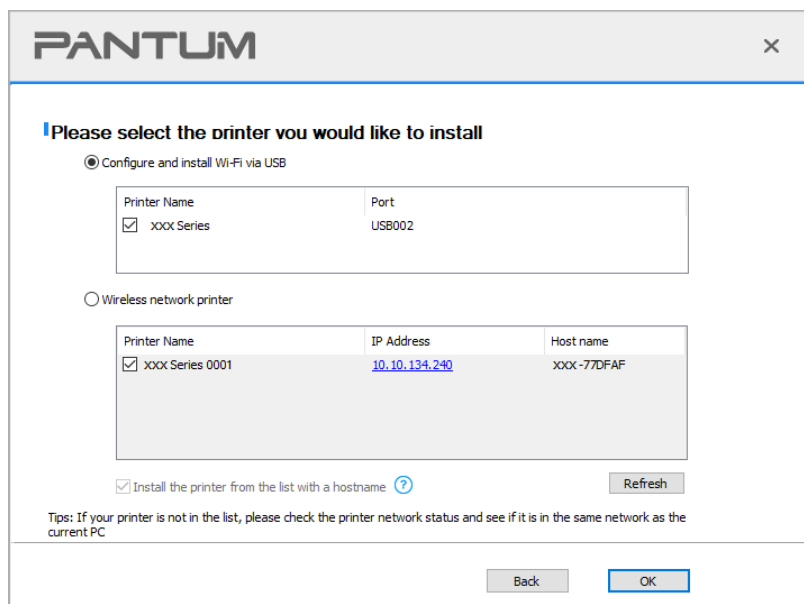 PANTUM
Please select the printer you would like to install
Configure and install Wi-Fi via USB
Printer Name Port
XXX Series USB002
Wireless network printer
Printer Name IP Address Host name
XXX Series 0001 10.10.134.240 XXX-77DFAF
Install the printer from the list with a hostname ?
Refresh
Tips: If your printer is not in the list, please check the printer network status and see if it is in the same network as the
current PC
Back OK